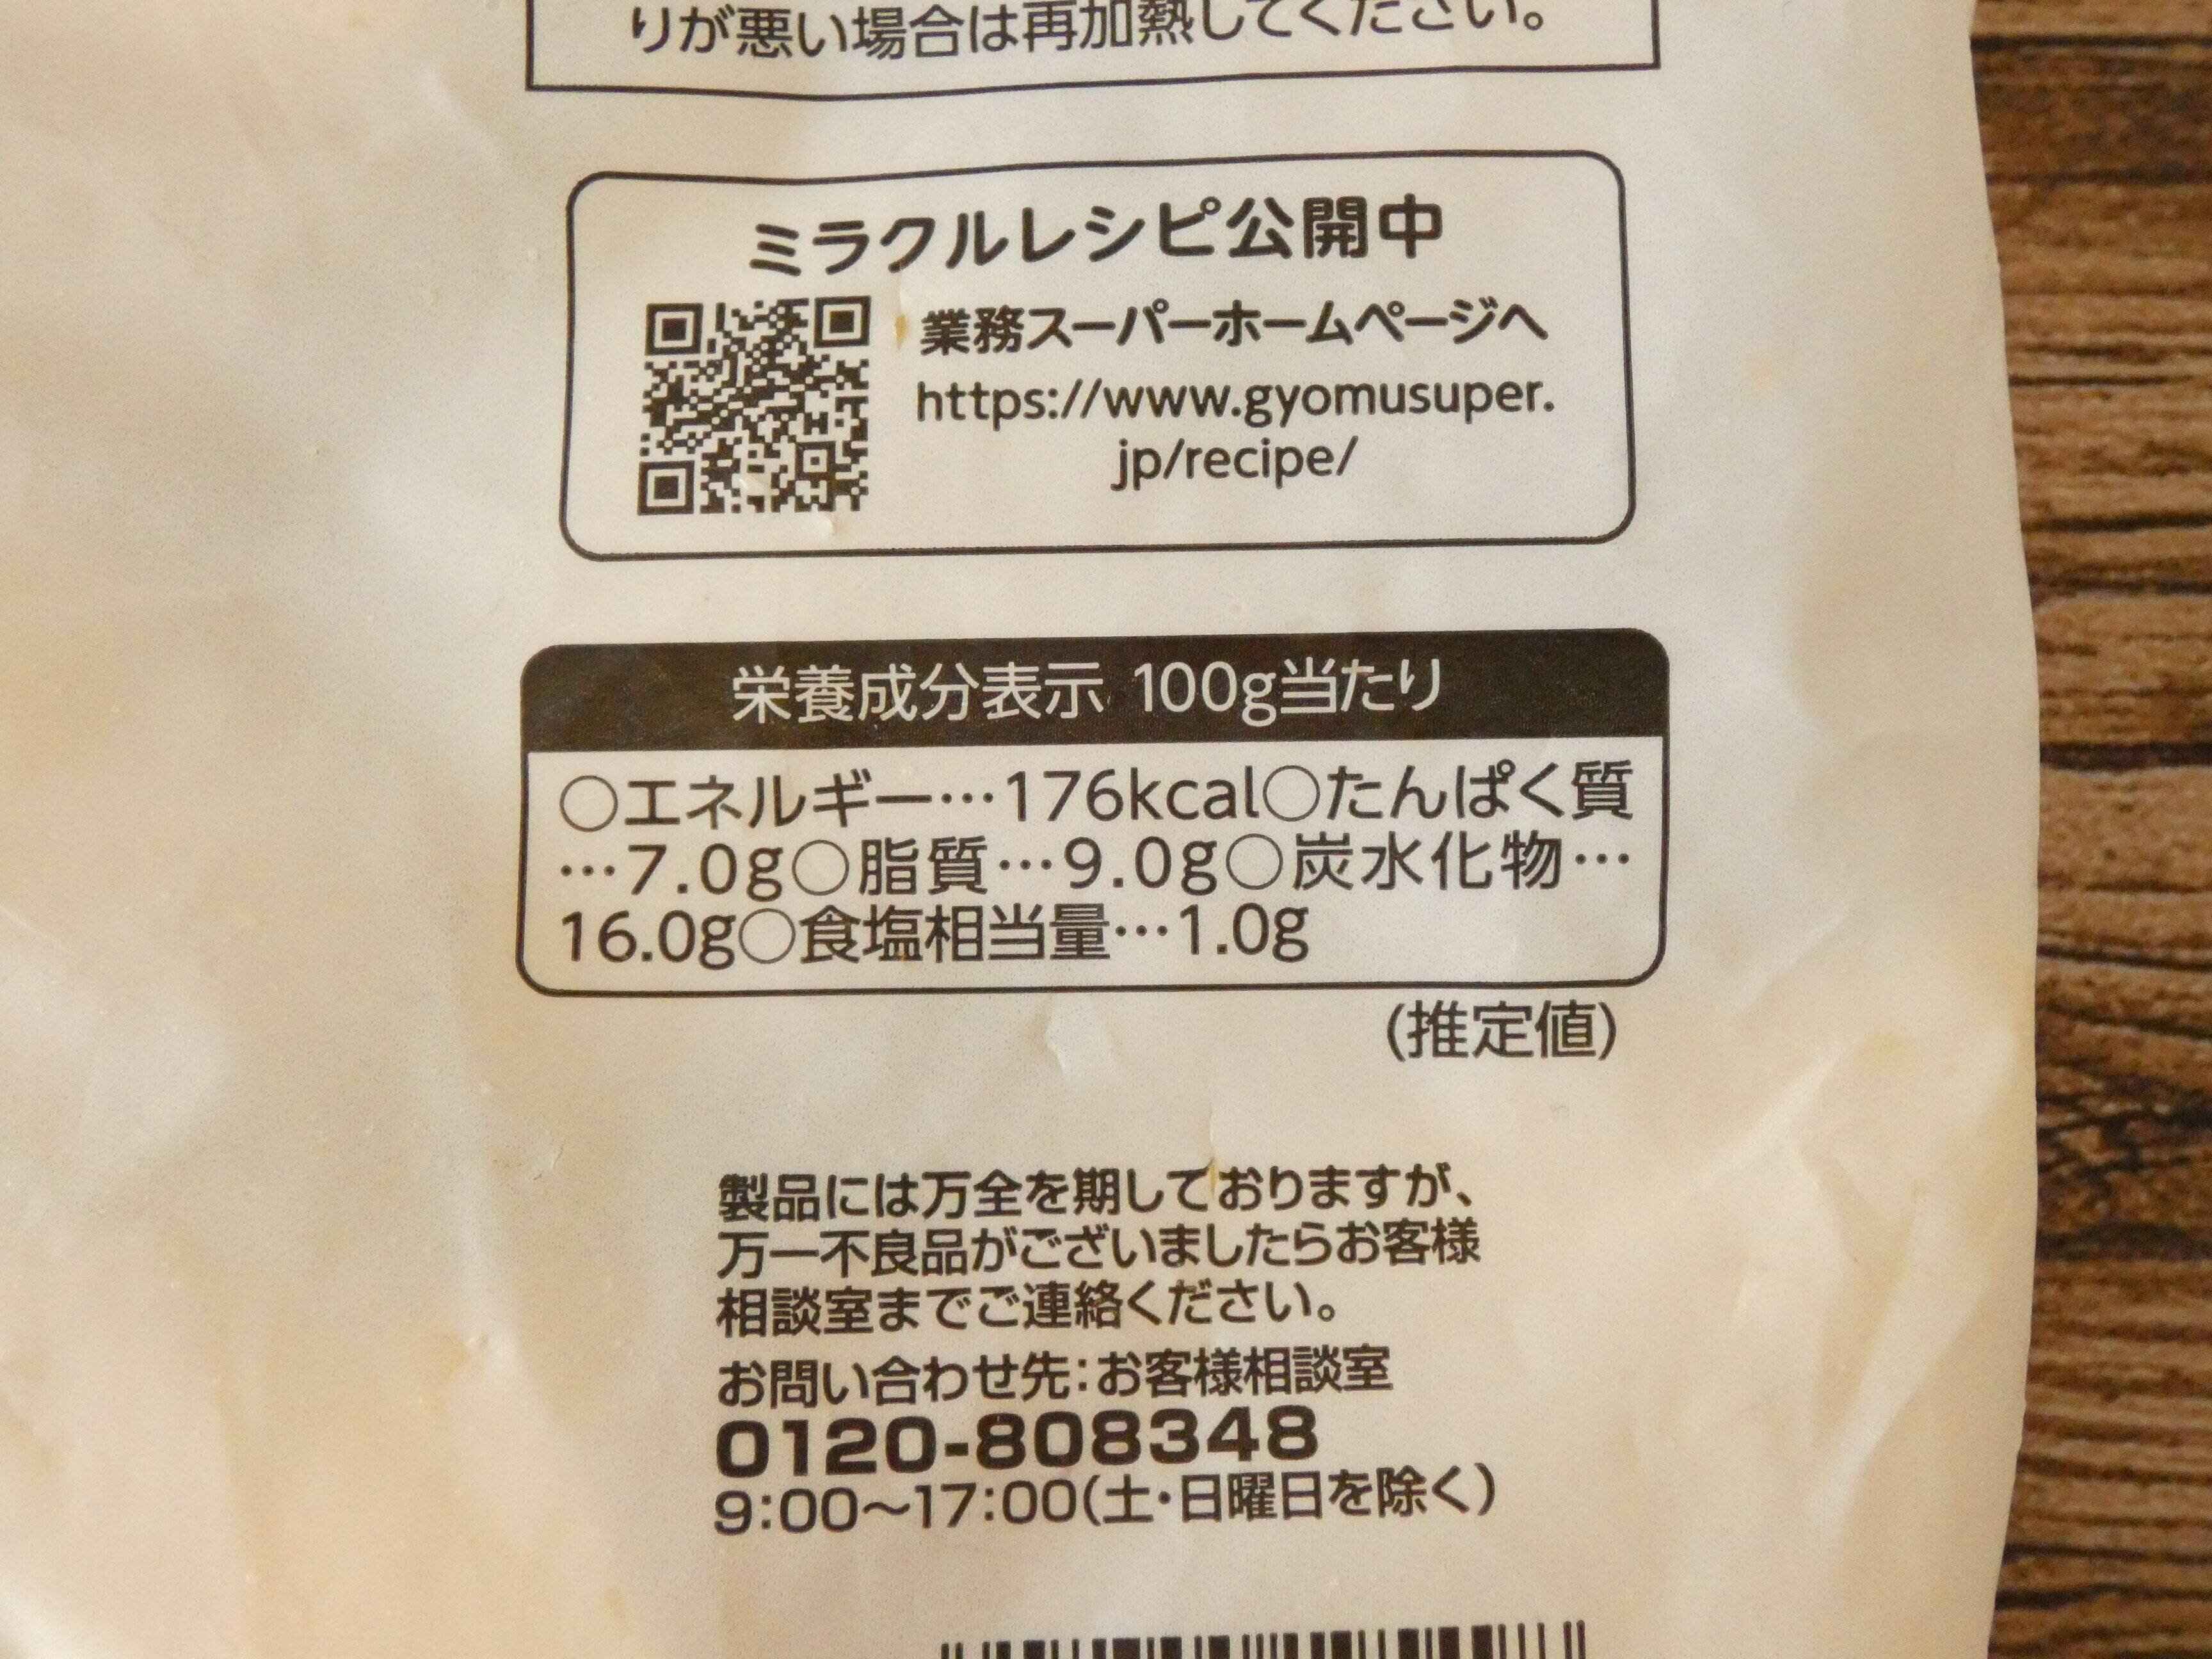 りが悪い場合は再加熱してください。
ミラクルレシピ公開中
業務スーパーホームページへ
https://www.gyomusuper.
jp/recipe/
栄養成分表示 100g当たり
○エネルギー…176kcal○たんぱく質
…7.0g○脂質…9.0g○炭水化物…
16.0g○食塩相当量…1.0g
(推定値)
製品には万全を期しておりますが、
万一不良品がございましたらお客様
相談室までご連絡ください。
お問い合わせ先:お客様相談室
0120-808348
9:00～17:00(土・日曜日を除く)